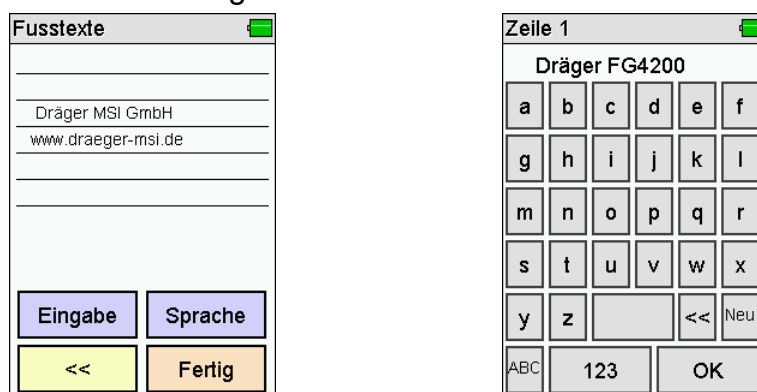 Fusstexte
Dräger MSI GmbH
www.draeger-msi.de
Eingabe Sprache
<< Fertig
Zeile 1
Dräger FG4200
a b c d e f
g h i j k l
m n o p q r
s t u v w x
y z << Neu
ABC 123 OK